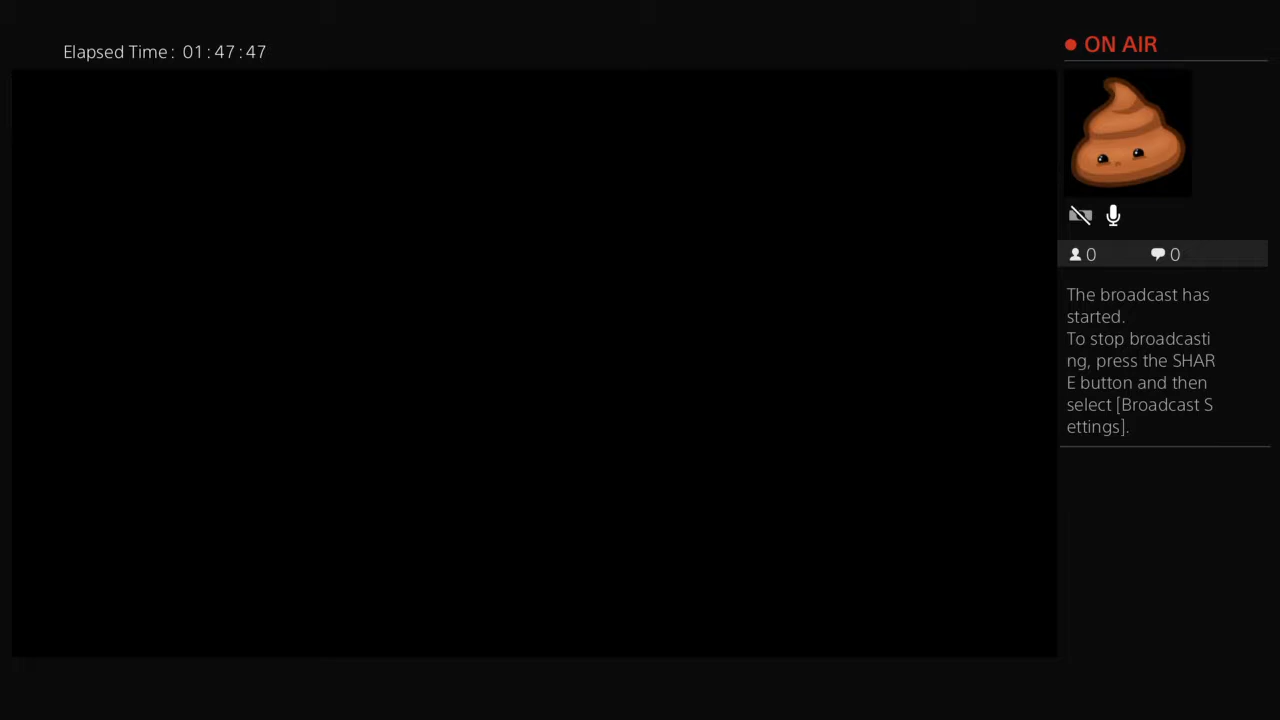 Elapsed Time: 01:47:47
ON AIR
0 0
The broadcast has
started.
To stop broadcasti
ng, press the SHAR
E button and then
select [Broadcast S
ettings].